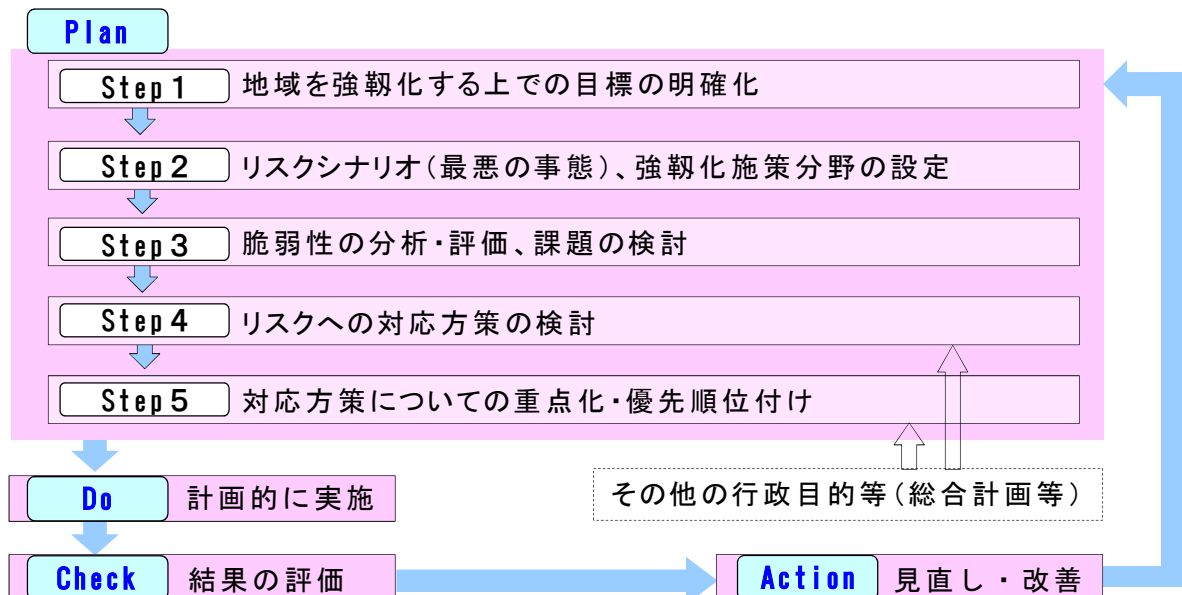 Plan
Step1 地域を強靱化する上での目標の明確化
Step2 リスクシナリオ(最悪の事態)、強靱化施策分野の設定
Step3 脆弱性の分析・評価、課題の検討
Step4 リスクへの対応方策の検討
Step5 対応方策についての重点化・優先順位付け
その他の行政目的等(総合計画等)
Do 計画的に実施
Check 結果の評価
Action 見直し・改善